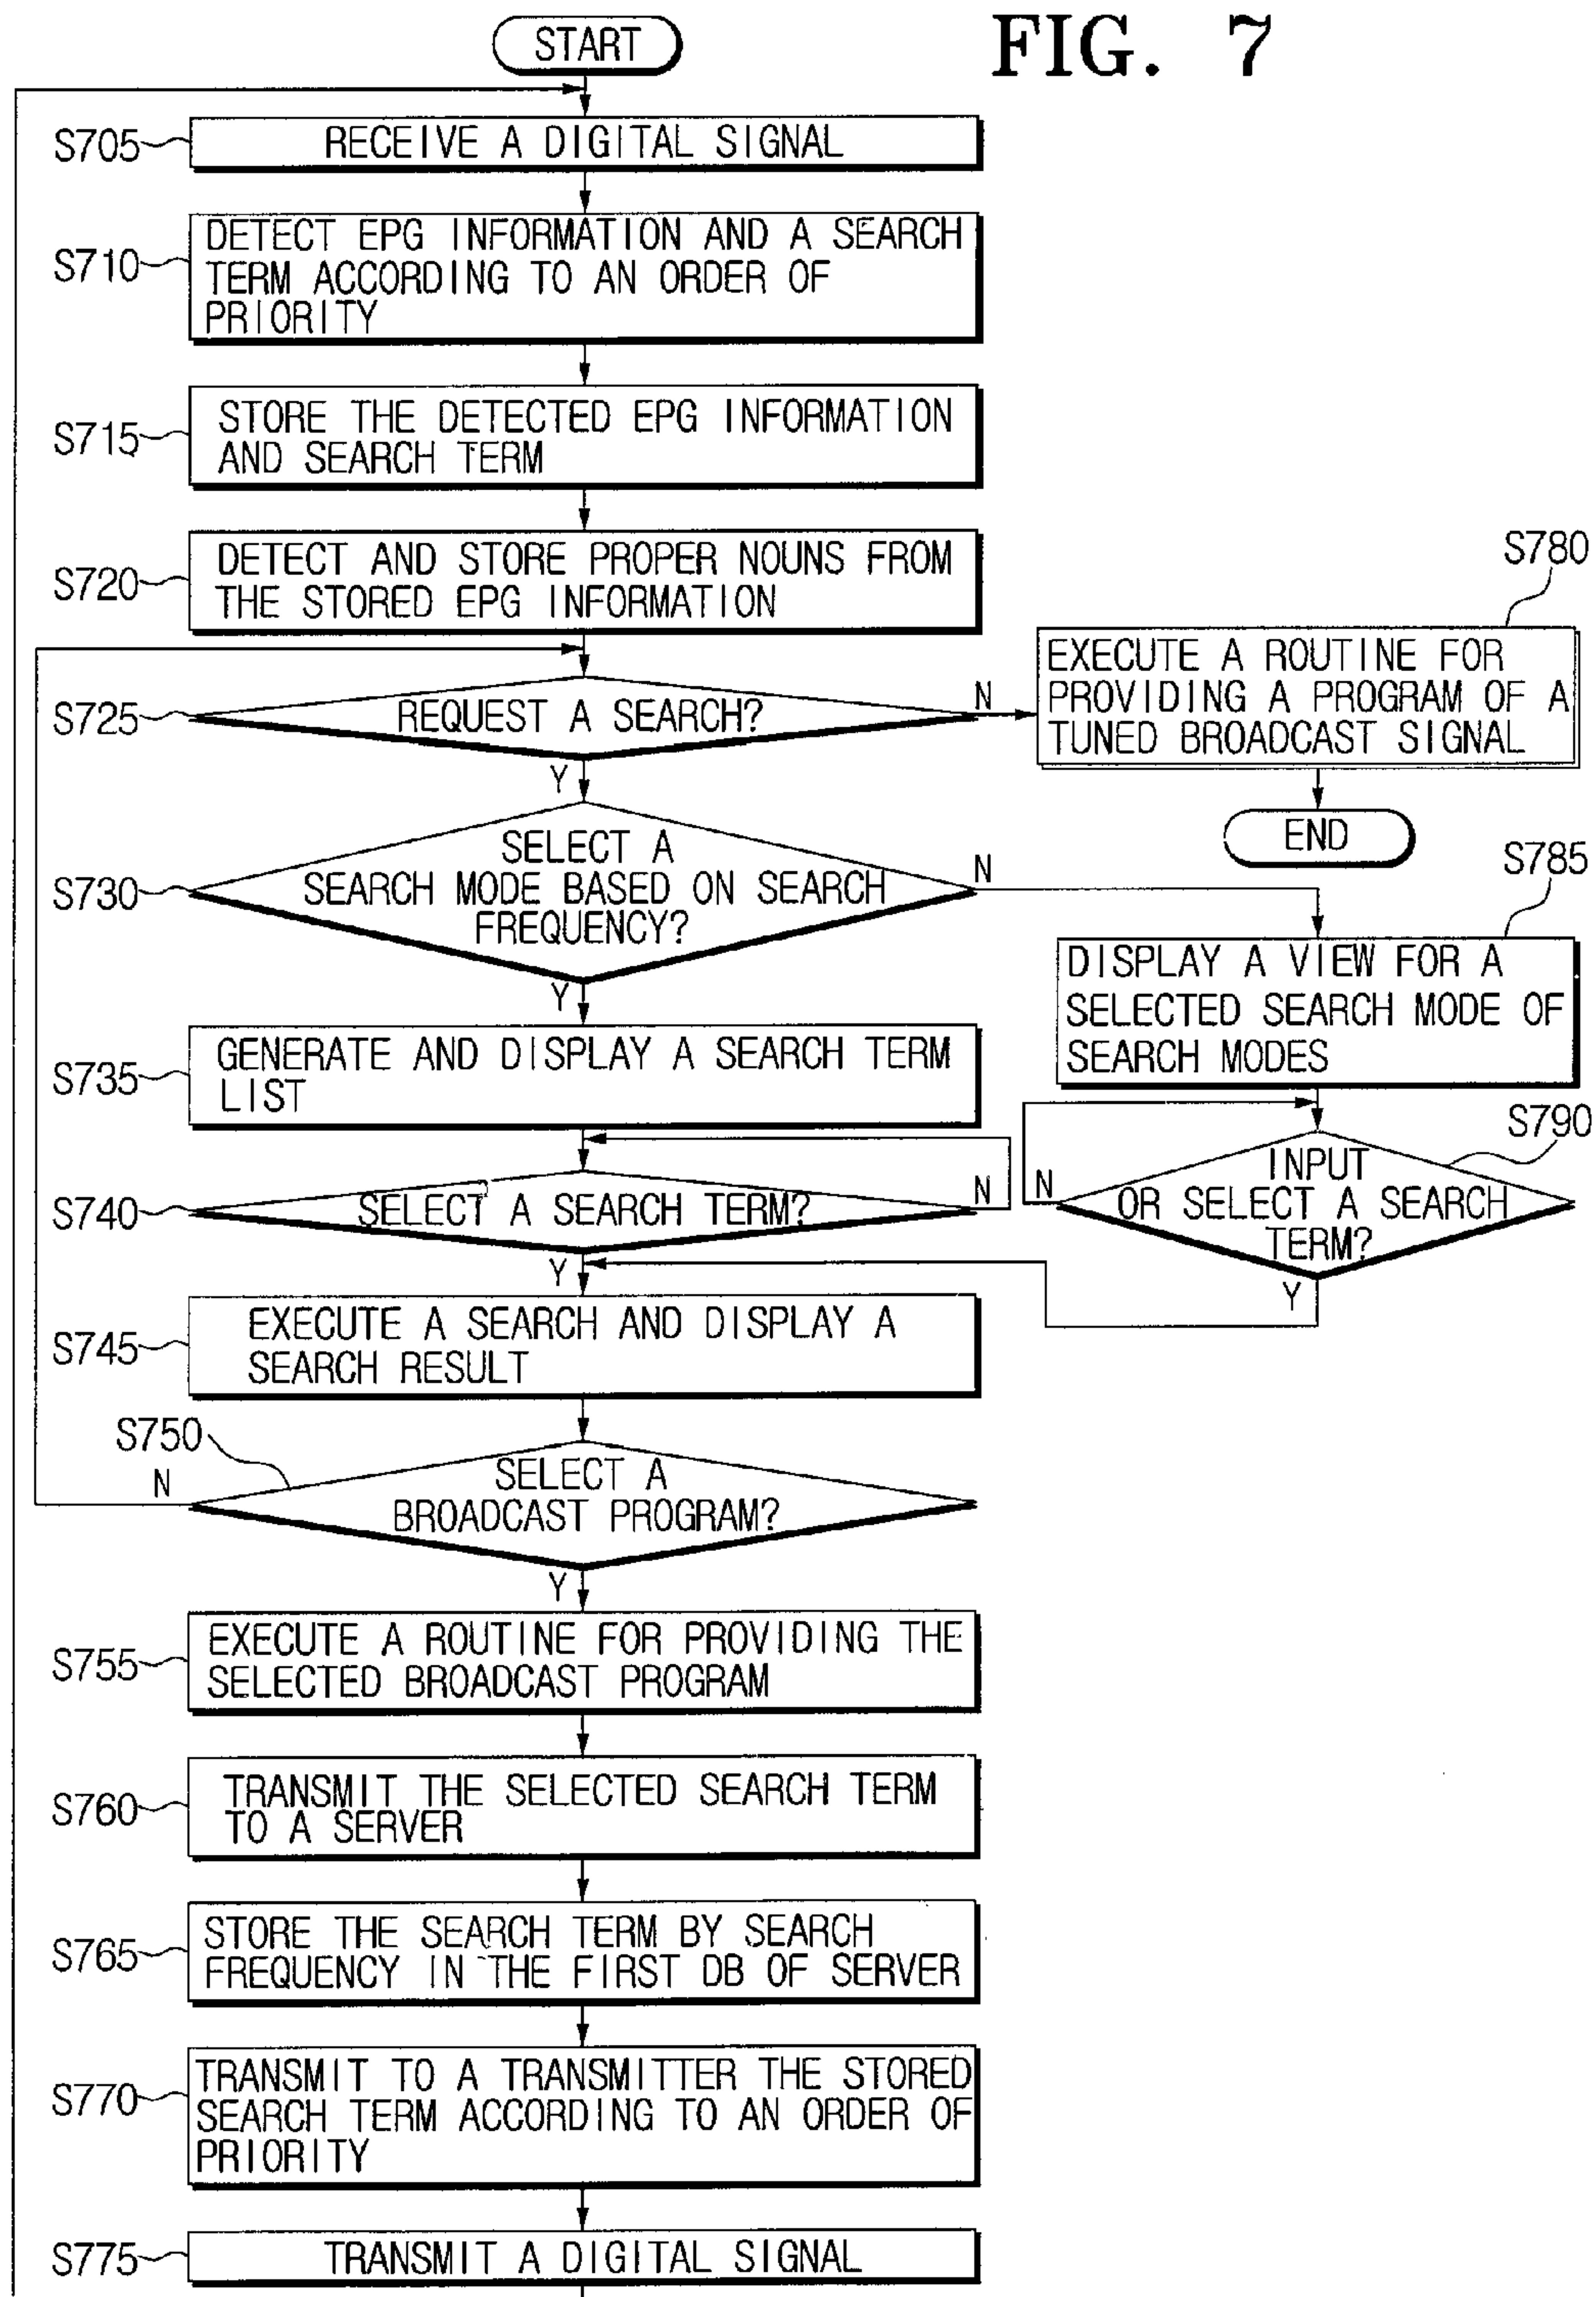 FIG. 7
START
S705
RECEIVE A DIGITAL SIGNAL
S710
DETECT EPG INFORMATION AND A SEARCH
TERM ACCORDING TO AN ORDER OF
PRIORITY
S715
STORE THE DETECTED EPG INFORMATION
AND SEARCH TERM
S720
DETECT AND STORE PROPER NOUNS FROM
THE STORED EPG INFORMATION
S725
REQUEST A SEARCH?
N
Y
S780
EXECUTE A ROUTINE FOR
PROVIDING A PROGRAM OF A
TUNED BROADCAST SIGNAL
END
S730
SELECT A
SEARCH MODE BASED ON SEARCH
FREQUENCY?
N
Y
S785
DISPLAY A VIEW FOR A
SELECTED SEARCH MODE OF
SEARCH MODES
S735
GENERATE AND DISPLAY A SEARCH TERM
LIST
S790
INPUT
OR SELECT A SEARCH
TERM?
N
Y
S740
SELECT A SEARCH TERM?
N
Y
S745
EXECUTE A SEARCH AND DISPLAY A
SEARCH RESULT
S750
SELECT A
BROADCAST PROGRAM?
N
Y
S755
EXECUTE A ROUTINE FOR PROVIDING THE
SELECTED BROADCAST PROGRAM
S760
TRANSMIT THE SELECTED SEARCH TERM
TO A SERVER
S765
STORE THE SEARCH TERM BY SEARCH
FREQUENCY IN THE FIRST DB OF SERVER
S770
TRANSMIT TO A TRANSMITTER THE STORED
SEARCH TERM ACCORDING TO AN ORDER OF
PRIORITY
S775
TRANSMIT A DIGITAL SIGNAL